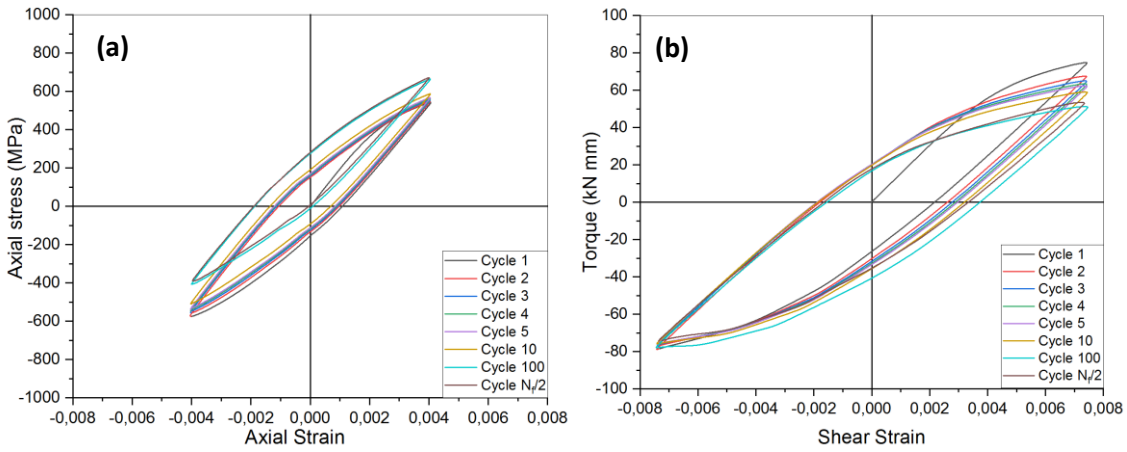 (a)
Axial stress (MPa)
1000
800
600
400
200
0
-200
-400
-600
-800
-1000
-0,008 -0,006 -0,004 -0,002 0,000 0,002 0,004 0,006 0,008
Axial Strain
Cycle 1
Cycle 2
Cycle 3
Cycle 4
Cycle 5
Cycle 10
Cycle 100
Cycle Nf/2
(b)
Torque (kN mm)
100
80
60
40
20
0
-20
-40
-60
-80
-100
-0,008 -0,006 -0,004 -0,002 0,000 0,002 0,004 0,006 0,008
Shear Strain
Cycle 1
Cycle 2
Cycle 3
Cycle 4
Cycle 5
Cycle 10
Cycle 100
Cycle Nf/2